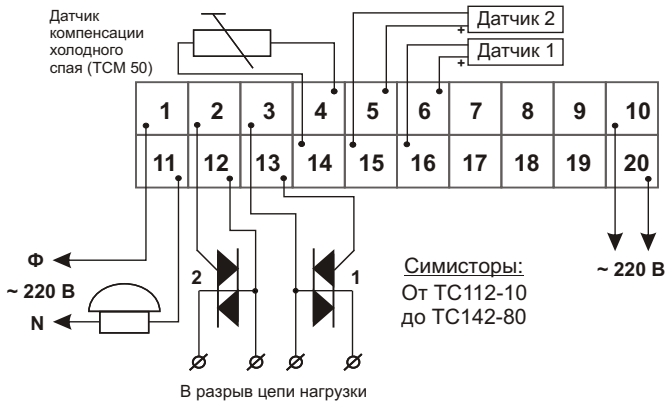 Датчик
компенсации
холодного
спая (ТСМ 50)
Датчик 2
+
Датчик 1
+
1 2 3 4 5 6 7 8 9 10
11 12 13 14 15 16 17 18 19 20
Ф
~ 220 В
N
2
1
Симисторы:
От ТС112-10
до ТС142-80
~ 220 В
В разрыв цепи нагрузки